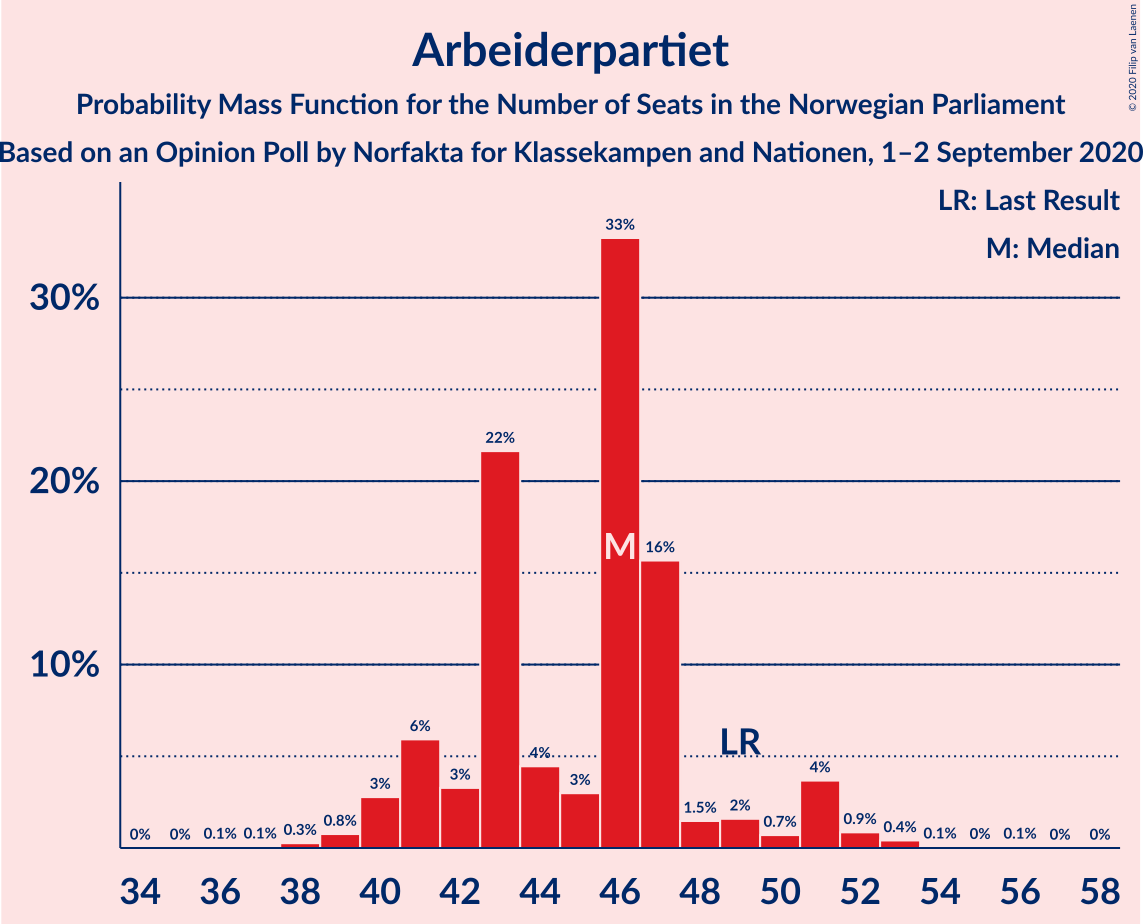 Arbeiderpartiet
Probability Mass Function for the Number of Seats in the Norwegian Parliament
Based on an Opinion Poll by Norfakta for Klassekampen and Nationen, 1–2 September 2020
© 2020 Filip van Laenen
LR: Last Result
M: Median
30%
20%
10%
0% 0% 0.1% 0.1% 0.3% 0.8% 3% 6% 3% 22% 4% 3% 33% 16% 1.5% 2% 0.7% 4% 0.9% 0.4% 0.1% 0% 0.1% 0% 0%
M
LR
34 36 38 40 42 44 46 48 50 52 54 56 58